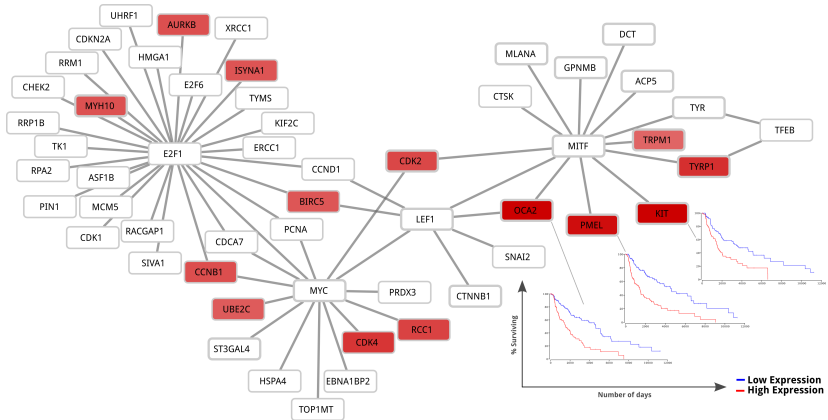 UHRF1
AURKB
XRCC1
CDKN2A
HMGA1
RRM1
ISYNA1
CHEK2
E2F6
MYH10
TYMS
RRP1B
KIF2C
TK1
E2F1
ERCC1
RPA2
ASF1B
CCND1
CDK2
PIN1
MCM5
BIRC5
CDK1
RACGAP1
CDCA7
PCNA
LEF1
SIVA1
CCNB1
SNAI2
MYC
PRDX3
CTNNB1
UBE2C
RCC1
ST3GAL4
CDK4
HSPA4
EBNA1BP2
TOP1MT
DCT
MLANA
GPNMB
ACP5
CTSK
TYR
TFEB
MITF
TRPM1
TYRP1
OCA2
PMEL
KIT
% Surviving
Number of days
Low Expression
High Expression